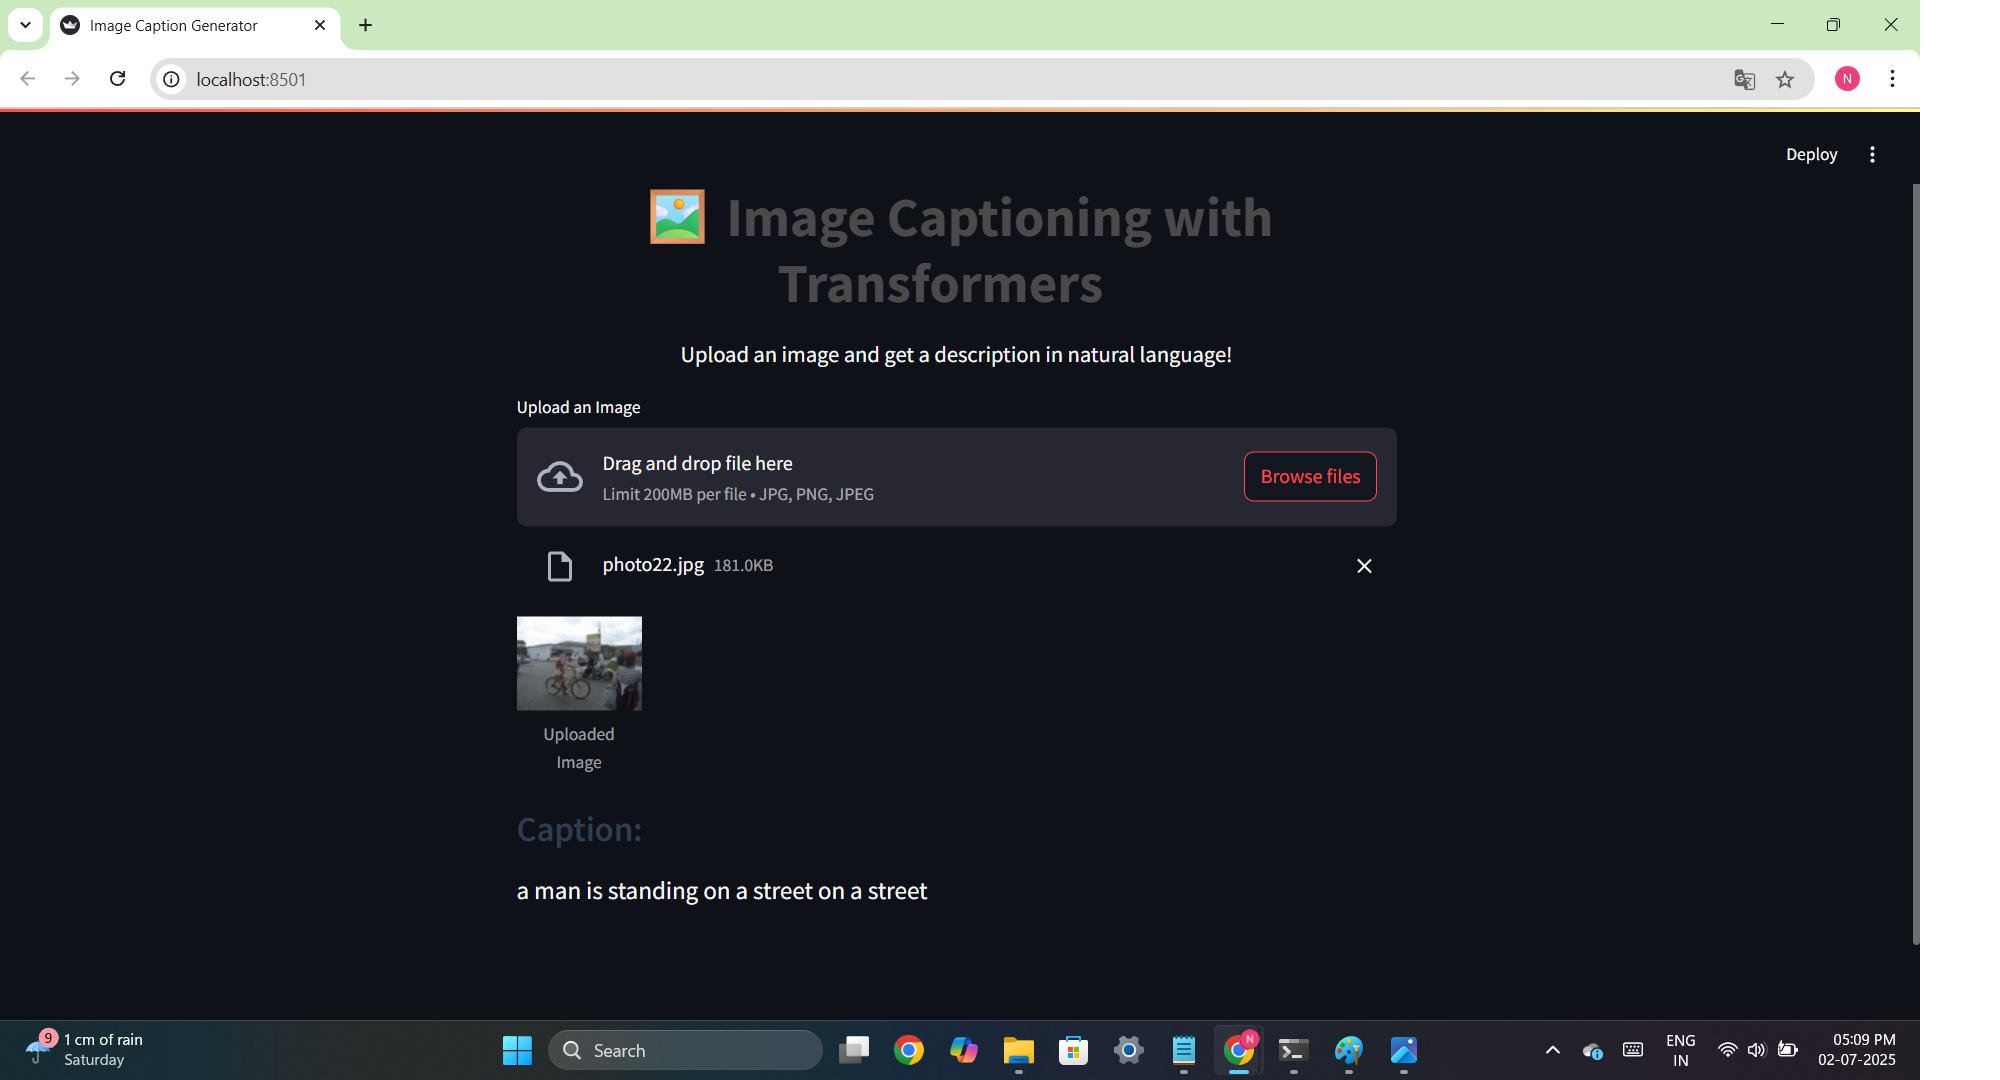 Image Caption Generator
localhost:8501
N
Deploy
Image Captioning with
Transformers
Upload an image and get a description in natural language!
Upload an Image
Drag and drop file here
Limit 200MB per file • JPG, PNG, JPEG
Browse files
photo22.jpg 181.0KB
Uploaded
Image
Caption:
a man is standing on a street on a street
9
1 cm of rain
Saturday
Search
N
ENG
IN
05:09 PM
02-07-2025